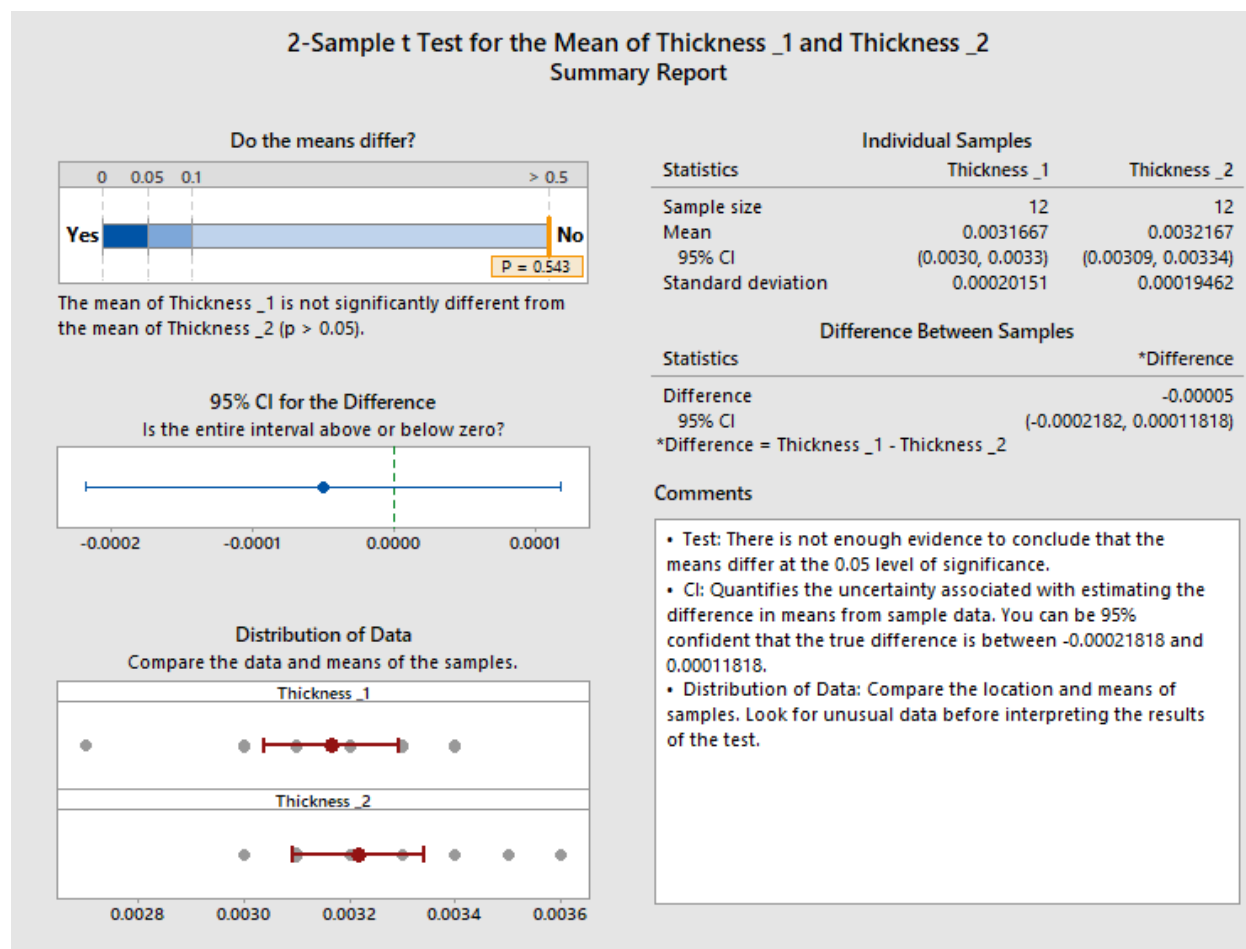 2-Sample t Test for the Mean of Thickness _1 and Thickness _2
Summary Report
Do the means differ?
0 0.05 0.1 > 0.5
Yes No
P = 0.543
The mean of Thickness _1 is not significantly different from
the mean of Thickness _2 (p > 0.05).
95% CI for the Difference
Is the entire interval above or below zero?
-0.0002 -0.0001 0.0000 0.0001
Distribution of Data
Compare the data and means of the samples.
Thickness _1
Thickness _2
0.0028 0.0030 0.0032 0.0034 0.0036
Individual Samples
Statistics Thickness _1 Thickness _2
Sample size 12 12
Mean 0.0031667 0.0032167
95% CI (0.0030, 0.0033) (0.00309, 0.00334)
Standard deviation 0.00020151 0.00019462
Difference Between Samples
Statistics *Difference
Difference -0.00005
95% CI (-0.0002182, 0.00011818)
*Difference = Thickness _1 - Thickness _2
Comments
• Test: There is not enough evidence to conclude that the
means differ at the 0.05 level of significance.
• CI: Quantifies the uncertainty associated with estimating the
difference in means from sample data. You can be 95%
confident that the true difference is between -0.00021818 and
0.00011818.
• Distribution of Data: Compare the location and means of
samples. Look for unusual data before interpreting the results
of the test.